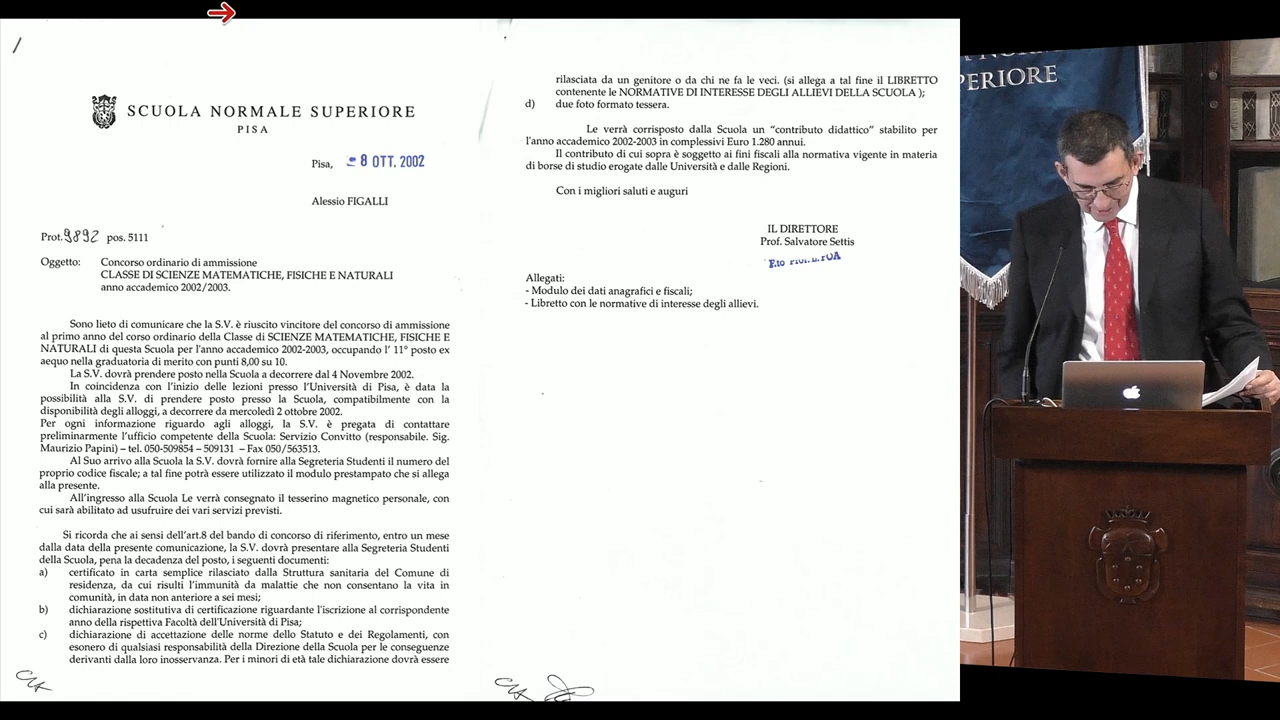 SCUOLA NORMALE SUPERIORE
PISA
Pisa, - 8 OTT. 2002
Alessio FIGALLI
Prot. 9892 pos. 5111
Oggetto: Concorso ordinario di ammissione
CLASSE DI SCIENZE MATEMATICHE, FISICHE E NATURALI
anno accademico 2002/2003.
Sono lieto di comunicare che la S.V. è riuscito vincitore del concorso di ammissione
al primo anno del corso ordinario della Classe di SCIENZE MATEMATICHE, FISICHE E
NATURALI di questa Scuola per l'anno accademico 2002-2003, occupando l' 11° posto ex
aequo nella graduatoria di merito con punti 8,00 su 10.
La S.V. dovrà prendere posto nella Scuola a decorrere dal 4 Novembre 2002.
In coincidenza con l'inizio delle lezioni presso l'Università di Pisa, è data la
possibilità alla S.V. di prendere posto presso la Scuola, compatibilmente con la
disponibilità degli alloggi, a decorrere da mercoledì 2 ottobre 2002.
Per ogni informazione riguardo agli alloggi, la S.V. è pregata di contattare
preliminarmente l'ufficio competente della Scuola: Servizio Convitto (responsabile. Sig.
Maurizio Papini) – tel. 050-509854 – 509131 – Fax 050/563513.
Al Suo arrivo alla Scuola la S.V. dovrà fornire alla Segreteria Studenti il numero del
proprio codice fiscale; a tal fine potrà essere utilizzato il modulo prestampato che si allega
alla presente.
All'ingresso alla Scuola Le verrà consegnato il tesserino magnetico personale, con
cui sarà abilitato ad usufruire dei vari servizi previsti.
Si ricorda che ai sensi dell'art.8 del bando di concorso di riferimento, entro un mese
dalla data della presente comunicazione, la S.V. dovrà presentare alla Segreteria Studenti
della Scuola, pena la decadenza del posto, i seguenti documenti:
a) certificato in carta semplice rilasciato dalla Struttura sanitaria del Comune di
residenza, da cui risulti l'immunità da malattie che non consentano la vita in
comunità, in data non anteriore a sei mesi;
b) dichiarazione sostitutiva di certificazione riguardante l'iscrizione al corrispondente
anno della rispettiva Facoltà dell'Università di Pisa;
c) dichiarazione di accettazione delle norme dello Statuto e dei Regolamenti, con
esonero di qualsiasi responsabilità della Direzione della Scuola per le conseguenze
derivanti dalla loro inosservanza. Per i minori di età tale dichiarazione dovrà essere
rilasciata da un genitore o da chi ne fa le veci. (si allega a tal fine il LIBRETTO
contenente le NORMATIVE DI INTERESSE DEGLI ALLIEVI DELLA SCUOLA );
d) due foto formato tessera.
Le verrà corrisposto dalla Scuola un "contributo didattico" stabilito per
l'anno accademico 2002-2003 in complessivi Euro 1.280 annui.
Il contributo di cui sopra è soggetto ai fini fiscali alla normativa vigente in materia
di borse di studio erogate dalle Università e dalle Regioni.
Con i migliori saluti e auguri
IL DIRETTORE
Prof. Salvatore Settis
F.to Prof. FOA
Allegati:
- Modulo dei dati anagrafici e fiscali;
- Libretto con le normative di interesse degli allievi.
PERIORE